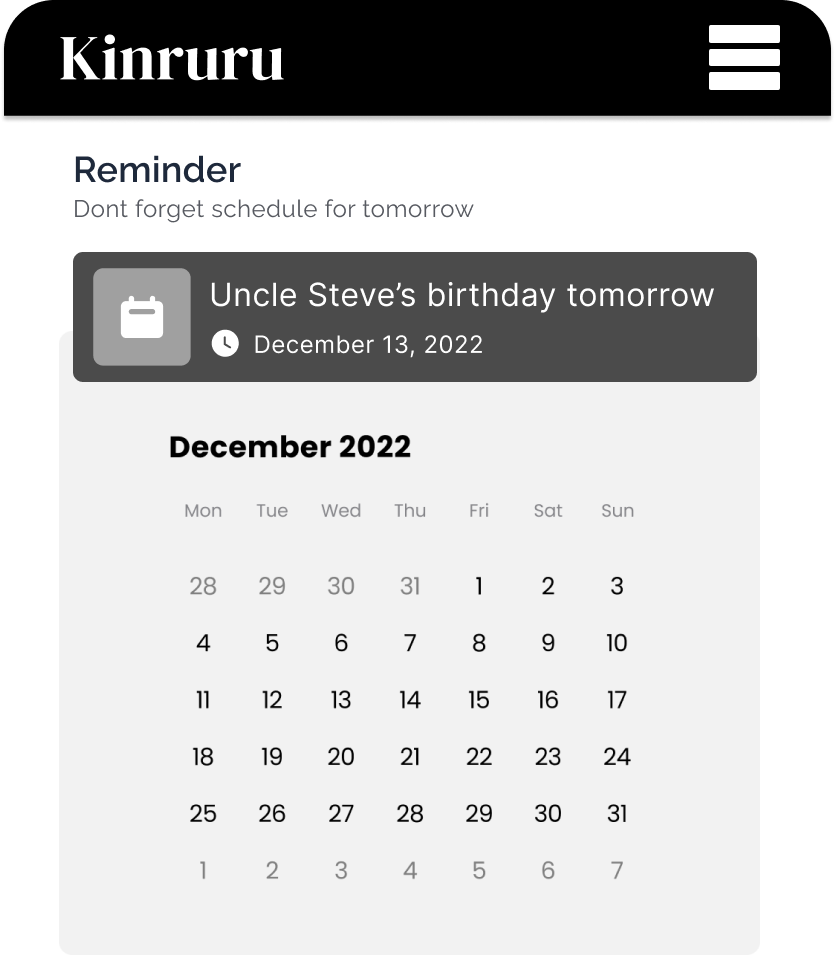 Kinruru
Reminder
Dont forget schedule for tomorrow
Uncle Steve’s birthday tomorrow
December 13, 2022
December 2022
Mon Tue Wed Thu Fri Sat Sun
28 29 30 31 1 2 3
4 5 6 7 8 9 10
11 12 13 14 15 16 17
18 19 20 21 22 23 24
25 26 27 28 29 30 31
1 2 3 4 5 6 7